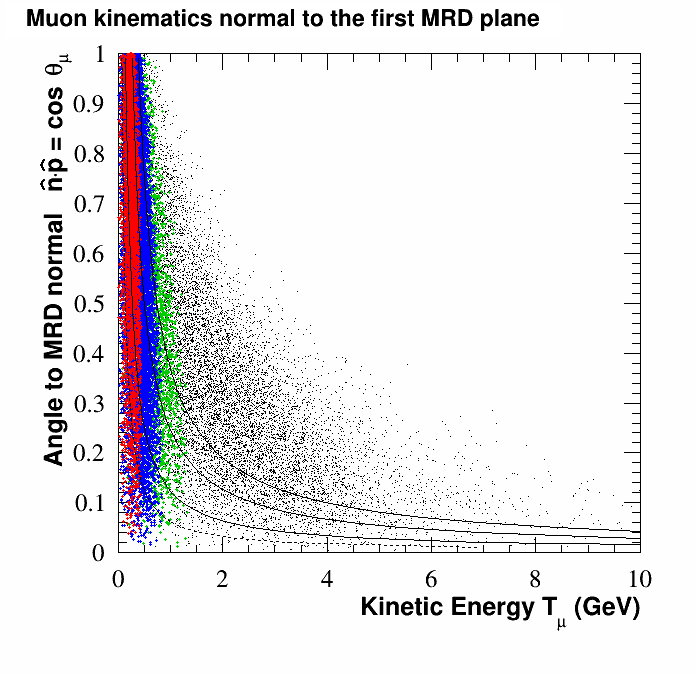 Muon kinematics normal to the first MRD plane
Angle to MRD normal n̂·p̂ = cos θμ
1
0.9
0.8
0.7
0.6
0.5
0.4
0.3
0.2
0.1
0
0 2 4 6 8 10
Kinetic Energy Tμ (GeV)